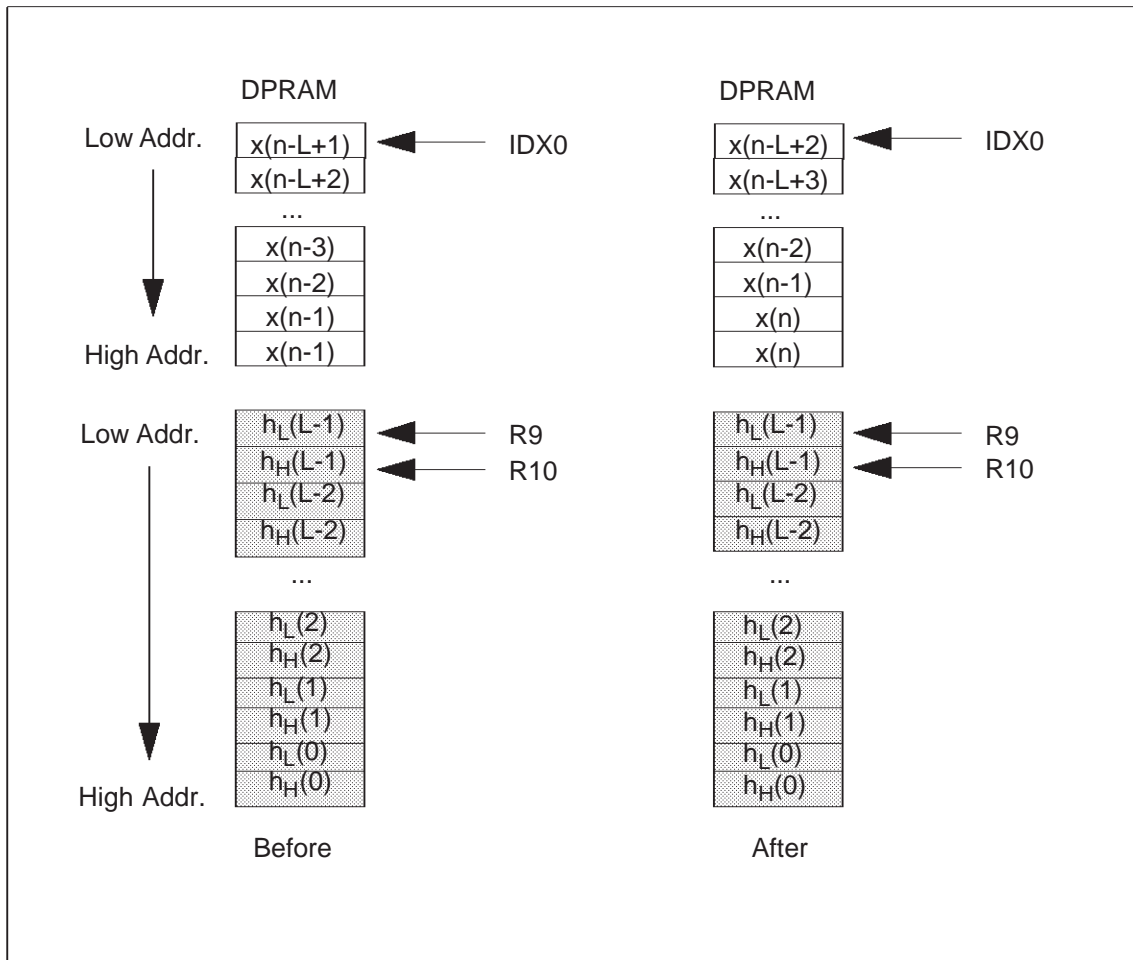 DPRAM DPRAM
Low Addr. x(n-L+1) IDX0 x(n-L+2) IDX0
x(n-L+2) x(n-L+3)
... ...
x(n-3) x(n-2)
x(n-2) x(n-1)
x(n-1) x(n)
High Addr. x(n-1) x(n)
Low Addr. hL(L-1) R9 hL(L-1) R9
hH(L-1) R10 hH(L-1) R10
hL(L-2) hL(L-2)
hH(L-2) hH(L-2)
... ...
hL(2) hL(2)
hH(2) hH(2)
hL(1) hL(1)
hH(1) hH(1)
hL(0) hL(0)
High Addr. hH(0) hH(0)
Before After